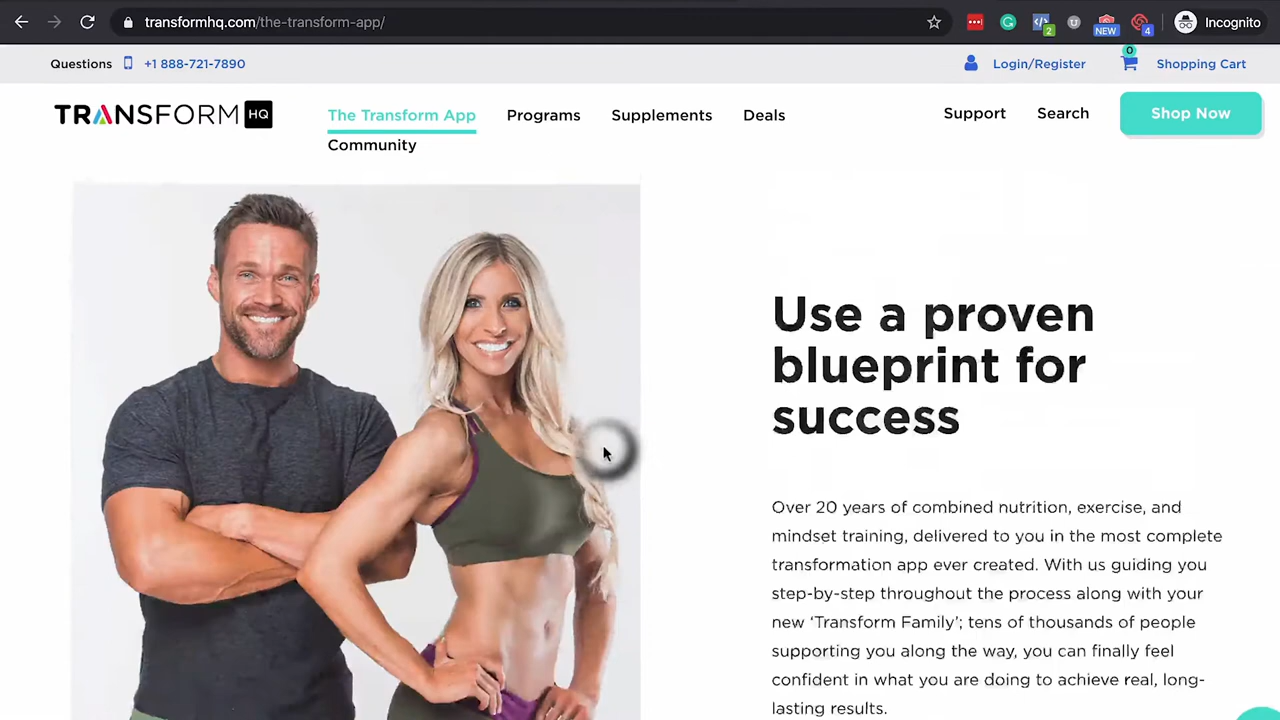 transformhq.com/the-transform-app/
2
NEW
4
Incognito
Questions +1 888-721-7890
Login/Register
0
Shopping Cart
TRANSFORM HQ
The Transform App
Programs
Supplements
Deals
Community
Support
Search
Shop Now
Use a proven
blueprint for
success
Over 20 years of combined nutrition, exercise, and
mindset training, delivered to you in the most complete
transformation app ever created. With us guiding you
step-by-step throughout the process along with your
new ‘Transform Family’; tens of thousands of people
supporting you along the way, you can finally feel
confident in what you are doing to achieve real, long-
lasting results.